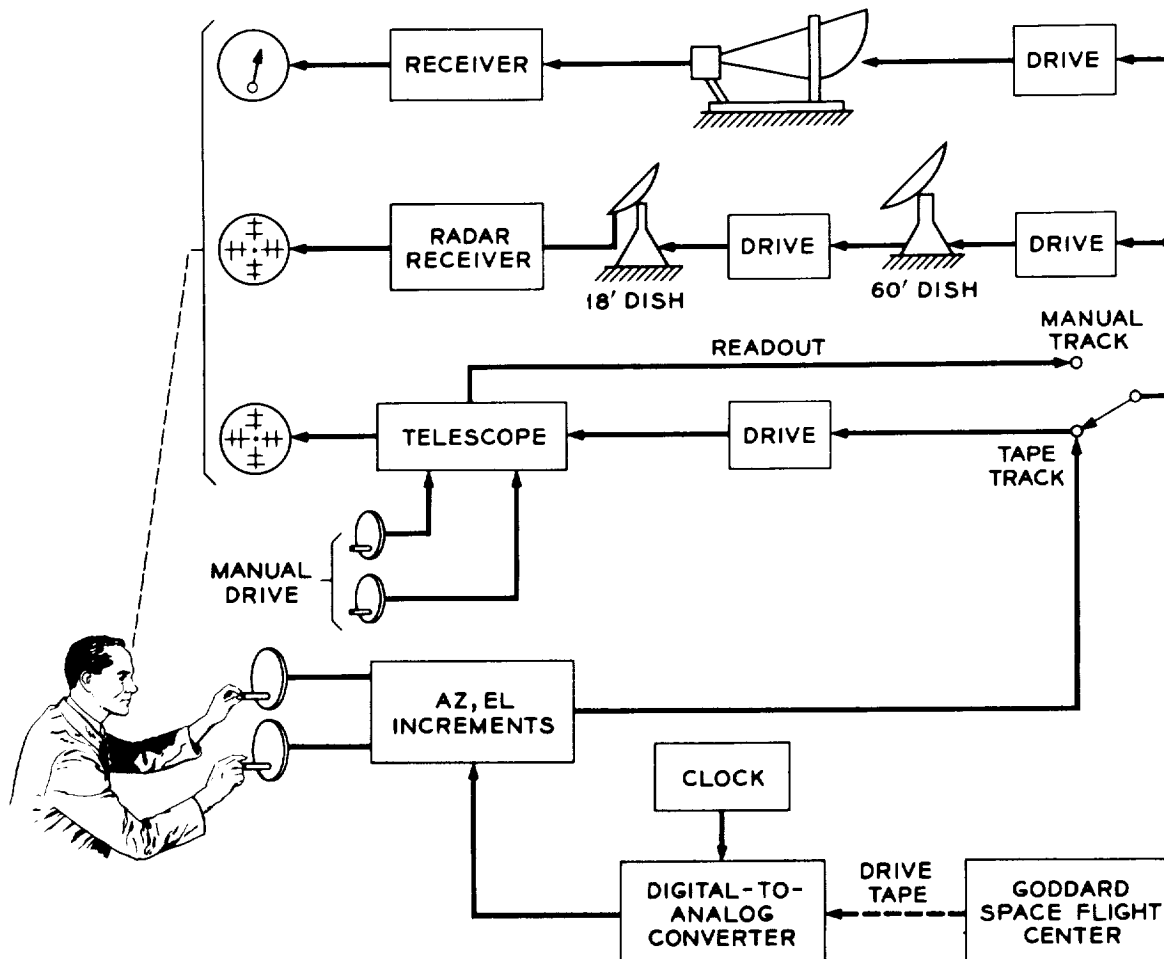 RECEIVER
DRIVE
RADAR
RECEIVER
DRIVE
DRIVE
18' DISH
60' DISH
MANUAL
TRACK
READOUT
TELESCOPE
DRIVE
TAPE
TRACK
MANUAL
DRIVE
AZ, EL
INCREMENTS
CLOCK
DIGITAL-TO-
ANALOG
CONVERTER
DRIVE
TAPE
GODDARD
SPACE FLIGHT
CENTER